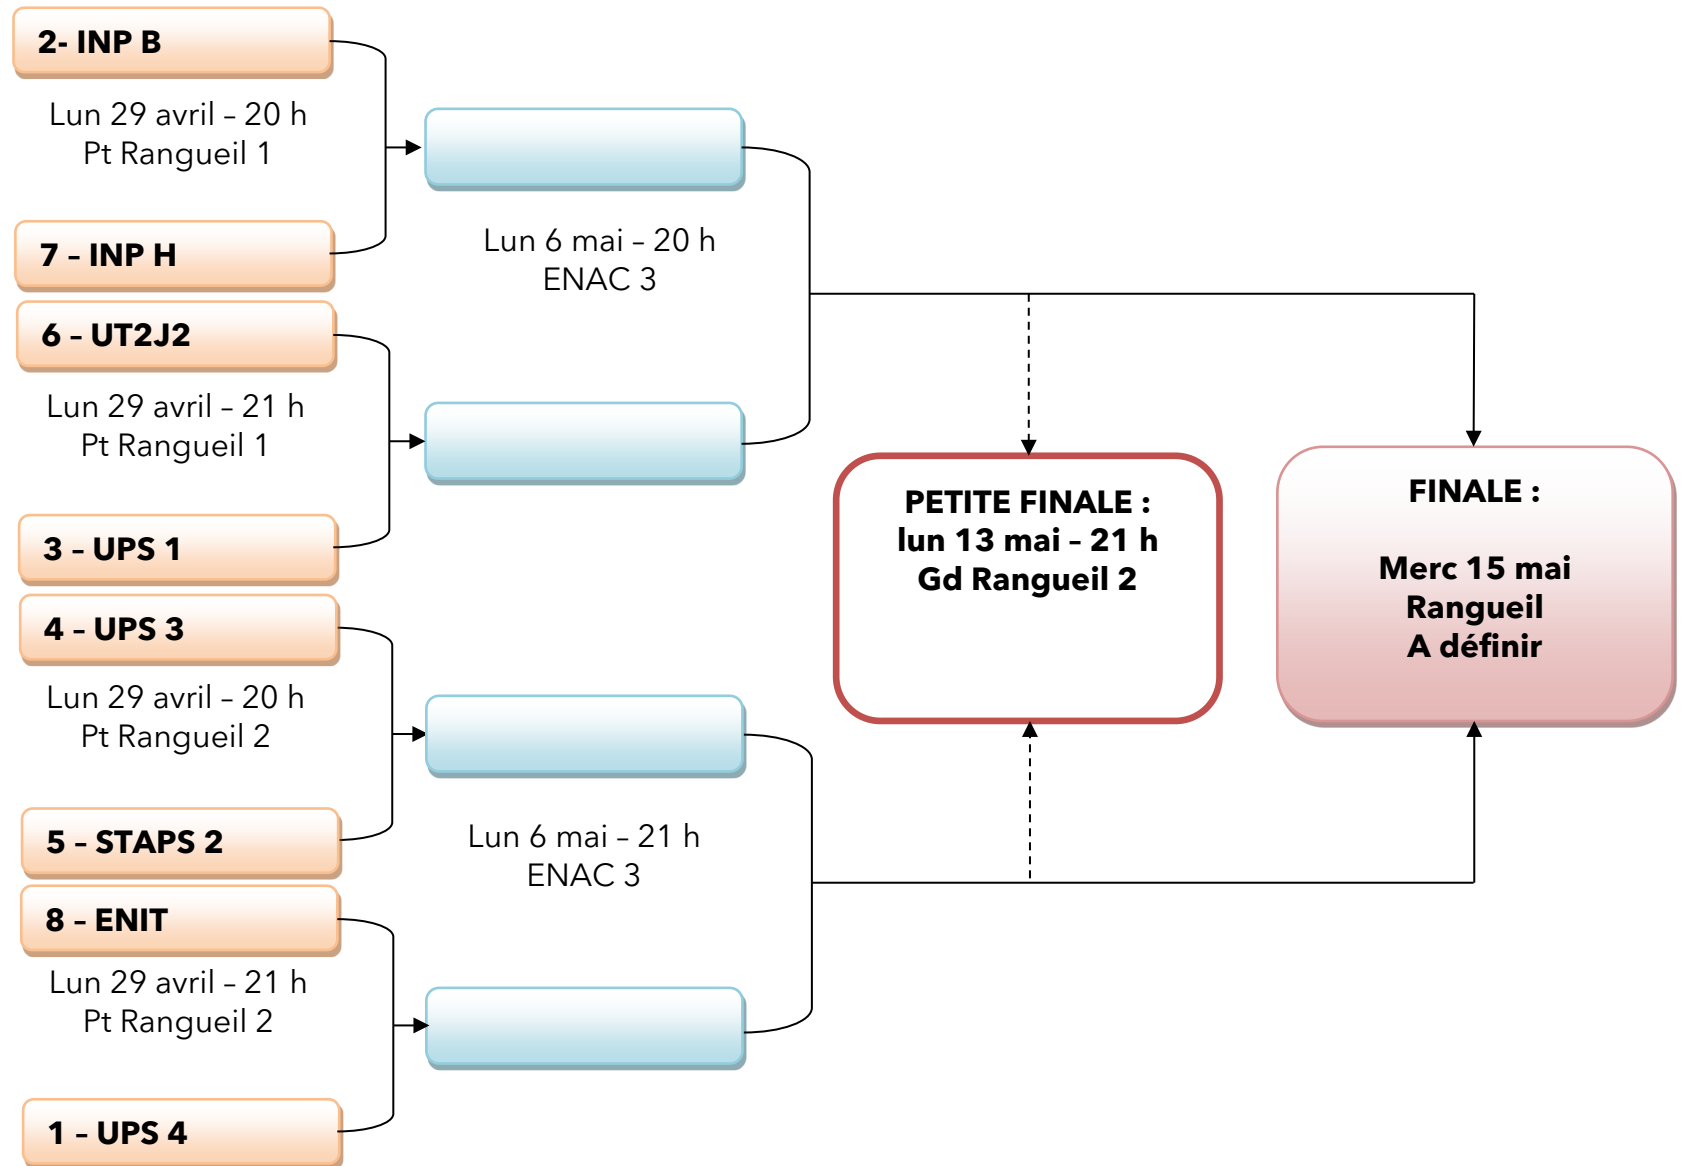 2- INP B
Lun 29 avril – 20 h
Pt Rangueil 1
7 – INP H
6 – UT2J2
Lun 29 avril – 21 h
Pt Rangueil 1
3 – UPS 1
4 – UPS 3
Lun 29 avril – 20 h
Pt Rangueil 2
5 – STAPS 2
8 – ENIT
Lun 29 avril – 21 h
Pt Rangueil 2
1 – UPS 4
Lun 6 mai – 20 h
ENAC 3
Lun 6 mai – 21 h
ENAC 3
PETITE FINALE :
lun 13 mai – 21 h
Gd Rangueil 2
FINALE :
Merc 15 mai
Rangueil
A définir